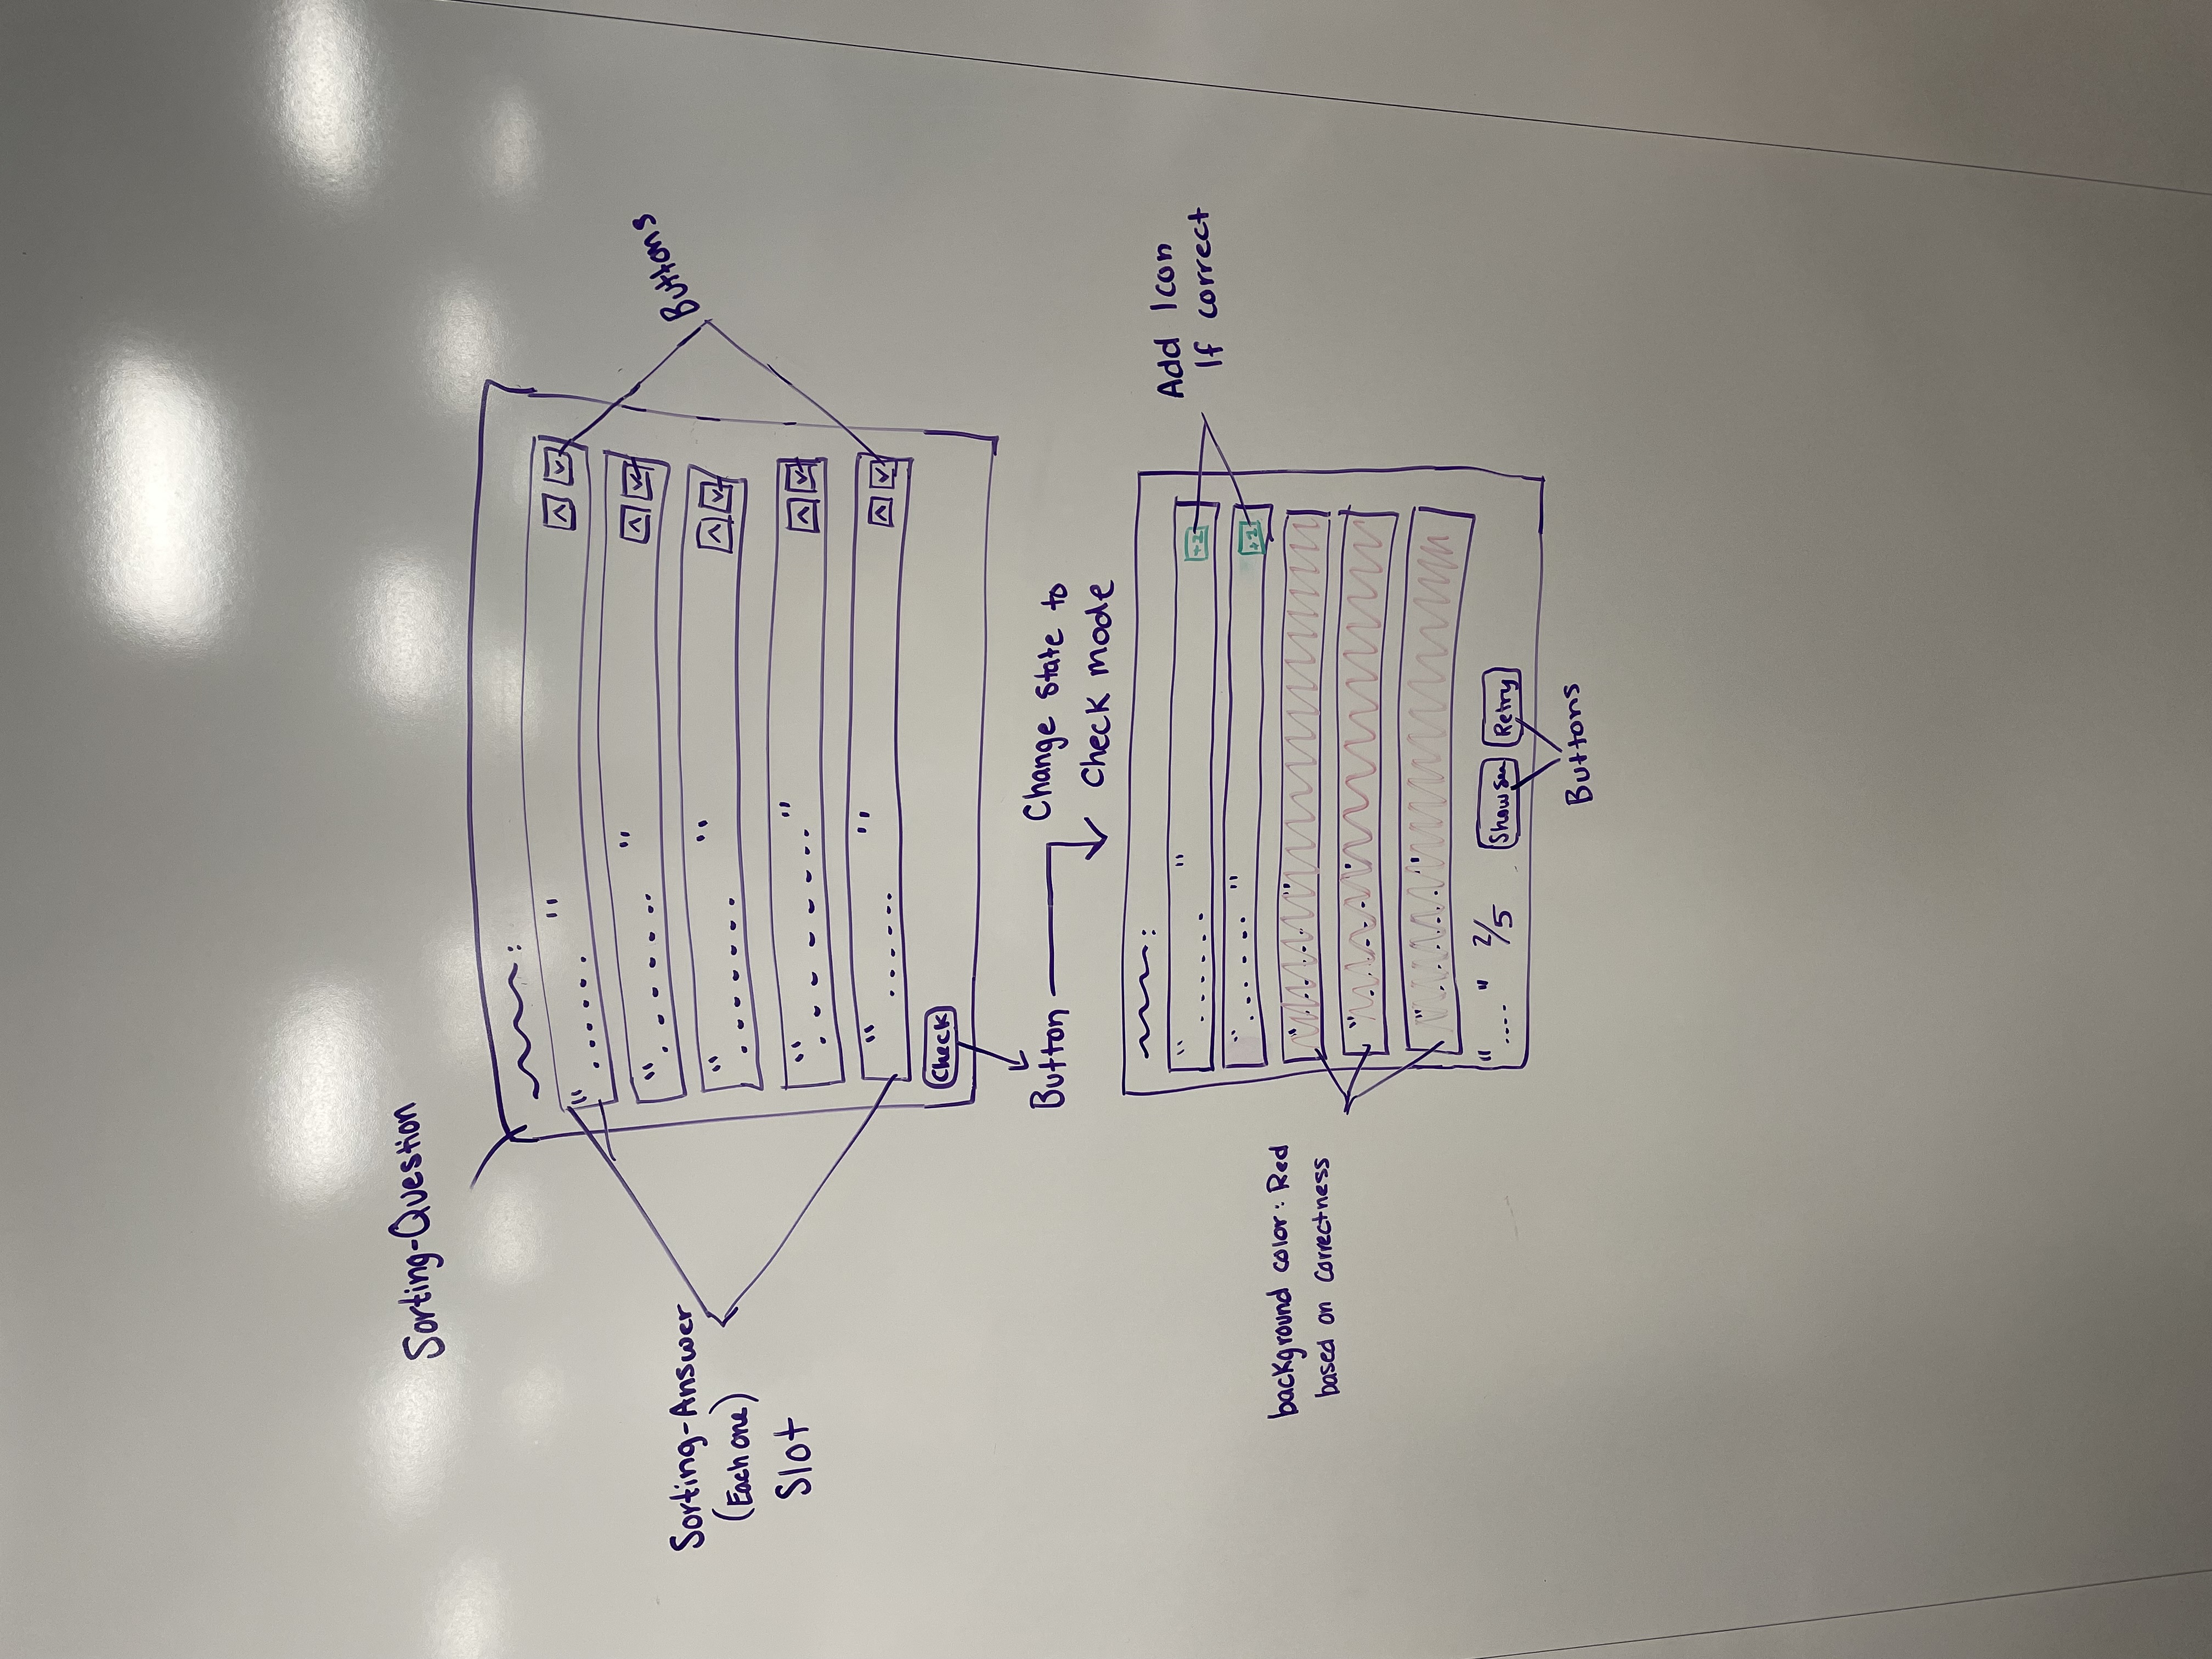 Sorting-Question
Sorting-Answer
(Each one)
Slot
Buttons
Check
Button
Change state to
Check mode
+1
+1
Add Icon
If correct
background color: Red
based on correctness
2/5
Show
Retry
Buttons